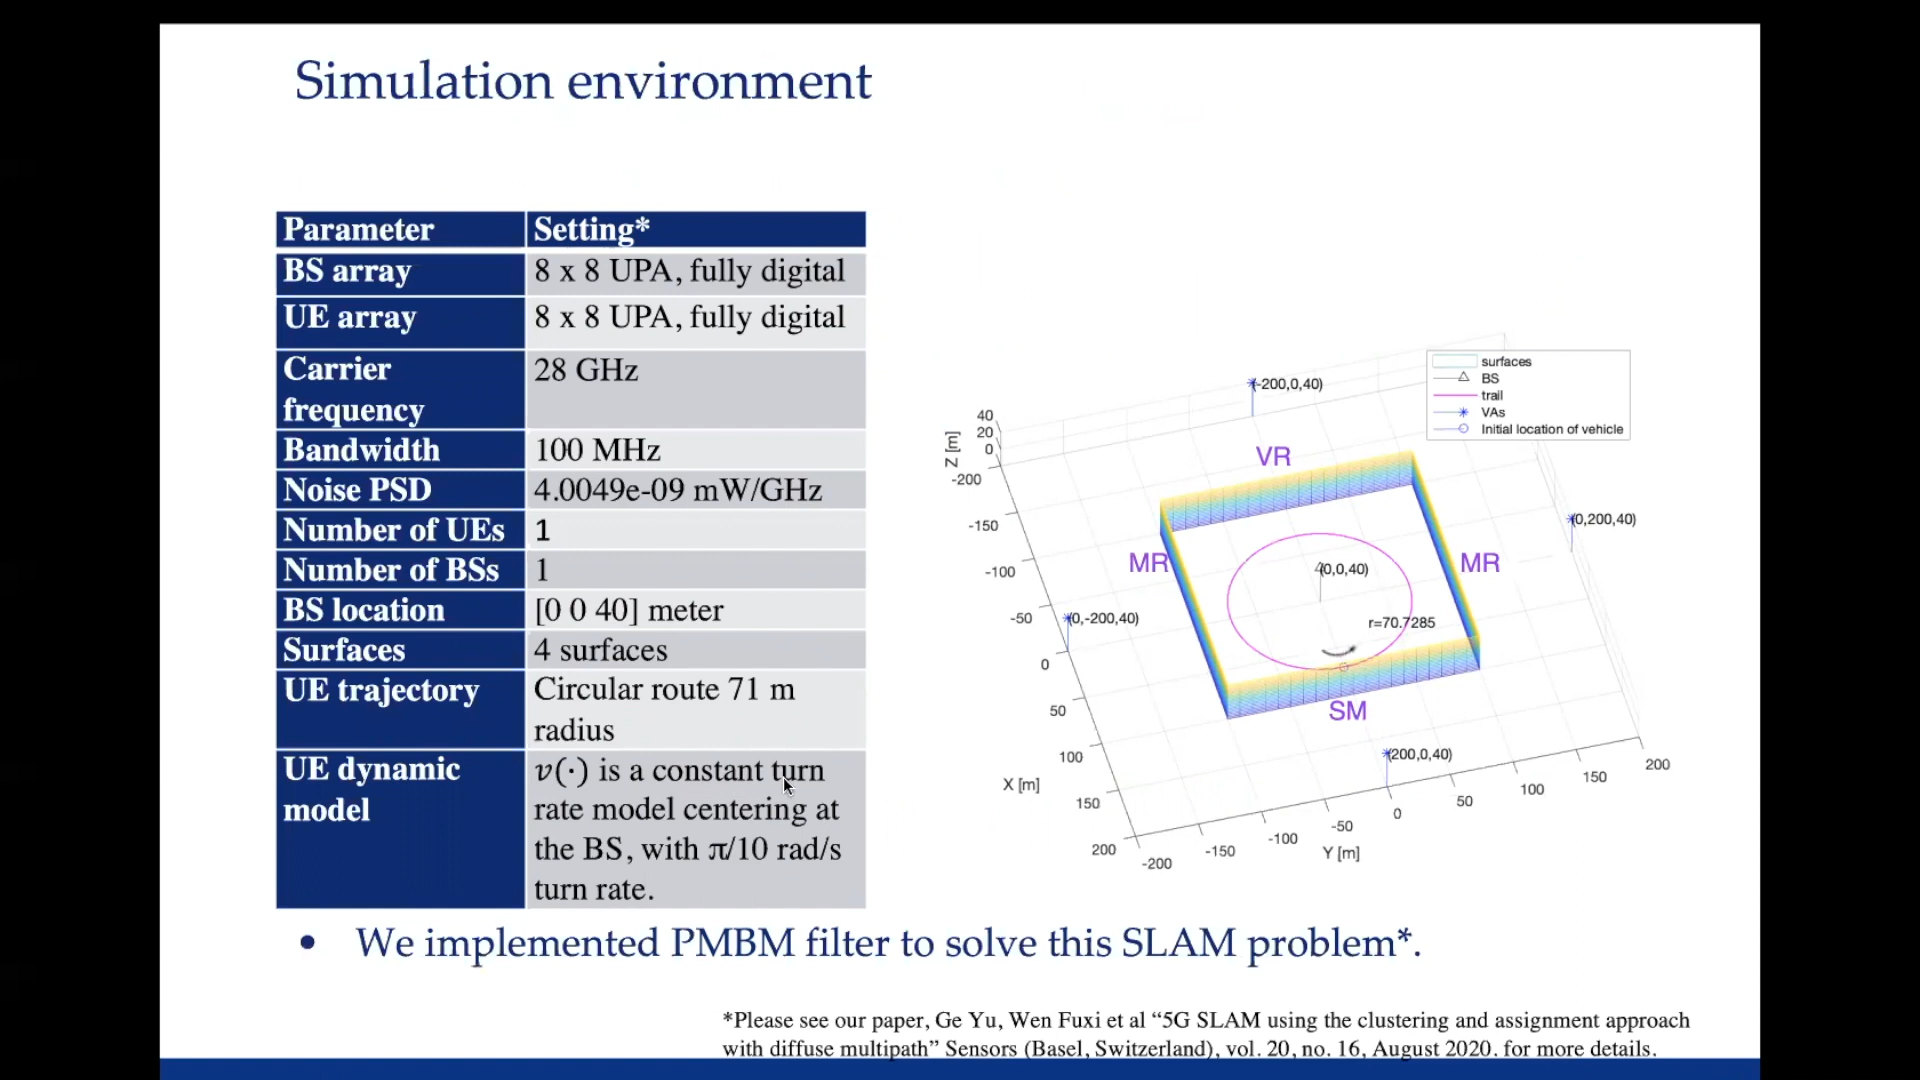 Simulation environment
Parameter Setting*
BS array 8 x 8 UPA, fully digital
UE array 8 x 8 UPA, fully digital
Carrier frequency 28 GHz
Bandwidth 100 MHz
Noise PSD 4.0049e-09 mW/GHz
Number of UEs 1
Number of BSs 1
BS location [0 0 40] meter
Surfaces 4 surfaces
UE trajectory Circular route 71 m
radius
UE dynamic model v(·) is a constant turn
rate model centering at
the BS, with π/10 rad/s
turn rate.
surfaces
BS
trail
VAs
Initial location of vehicle
(-200,0,40)
(0,200,40)
(0,0,40)
(0,-200,40)
(200,0,40)
r=70.7285
VR
MR
MR
SM
Z [m]
40
20
0
X [m]
-200
-150
-100
-50
0
50
100
150
200
Y [m]
-200
-150
-100
-50
0
50
100
150
200
• We implemented PMBM filter to solve this SLAM problem*.
*Please see our paper, Ge Yu, Wen Fuxi et al “5G SLAM using the clustering and assignment approach
with diffuse multipath” Sensors (Basel, Switzerland), vol. 20, no. 16, August 2020. for more details.